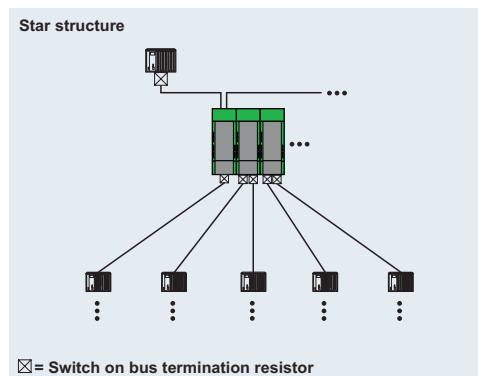 Star structure
☒= Switch on bus termination resistor